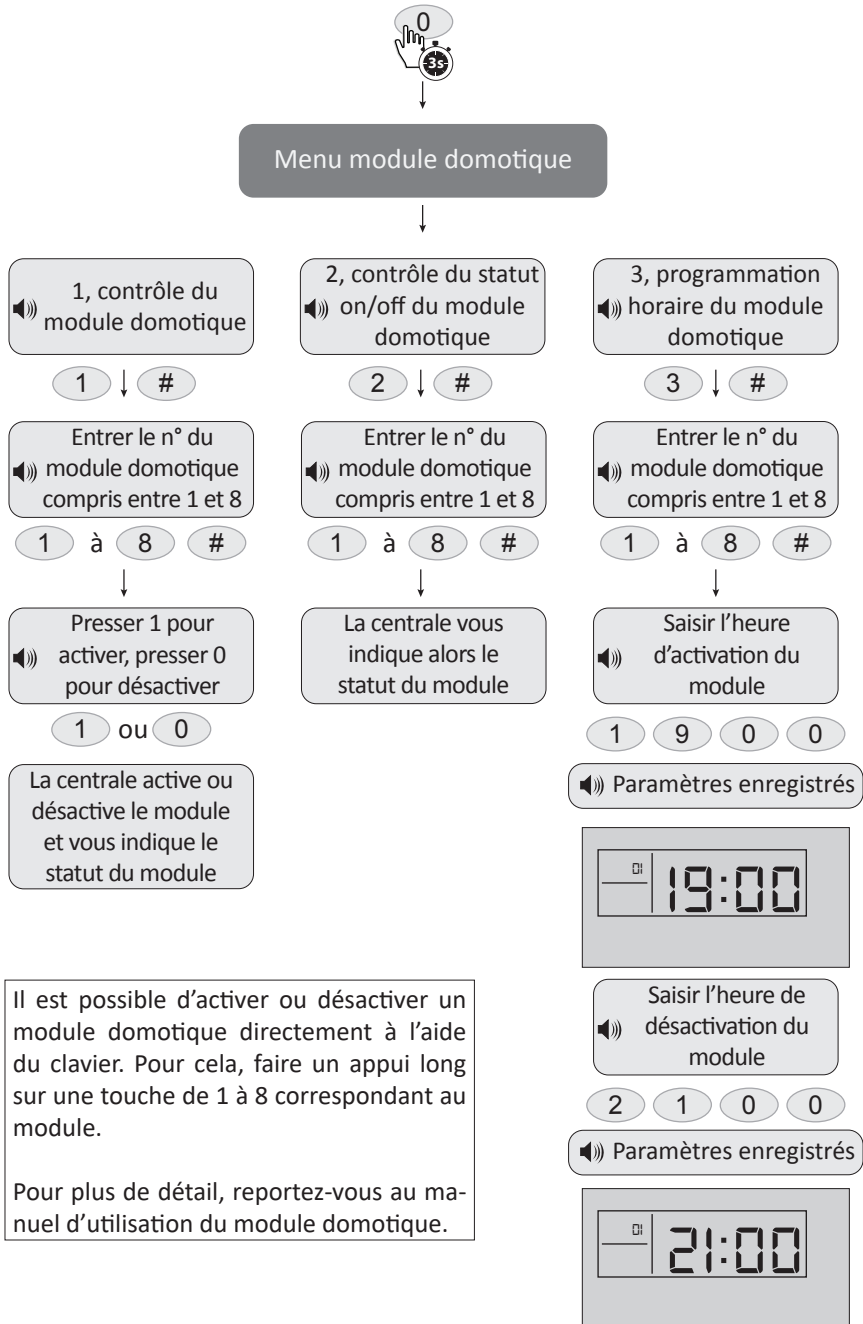 0
3s
Menu module domotique
1, contrôle du
module domotique
1 #
Entrer le n° du
module domotique
compris entre 1 et 8
1 à 8 #
Presser 1 pour
activer, presser 0
pour désactiver
1 ou 0
La centrale active ou
désactive le module
et vous indique le
statut du module
2, contrôle du statut
on/off du module
domotique
2 #
Entrer le n° du
module domotique
compris entre 1 et 8
1 à 8 #
La centrale vous
indique alors le
statut du module
3, programmation
horaire du module
domotique
3 #
Entrer le n° du
module domotique
compris entre 1 et 8
1 à 8 #
Saisir l’heure
d’activation du
module
1 9 0 0
Paramètres enregistrés
01 19:00
Saisir l’heure de
désactivation du
module
2 1 0 0
Paramètres enregistrés
01 21:00
Il est possible d’activer ou désactiver un
module domotique directement à l’aide
du clavier. Pour cela, faire un appui long
sur une touche de 1 à 8 correspondant au
module.
Pour plus de détail, reportez-vous au ma-
nuel d’utilisation du module domotique.